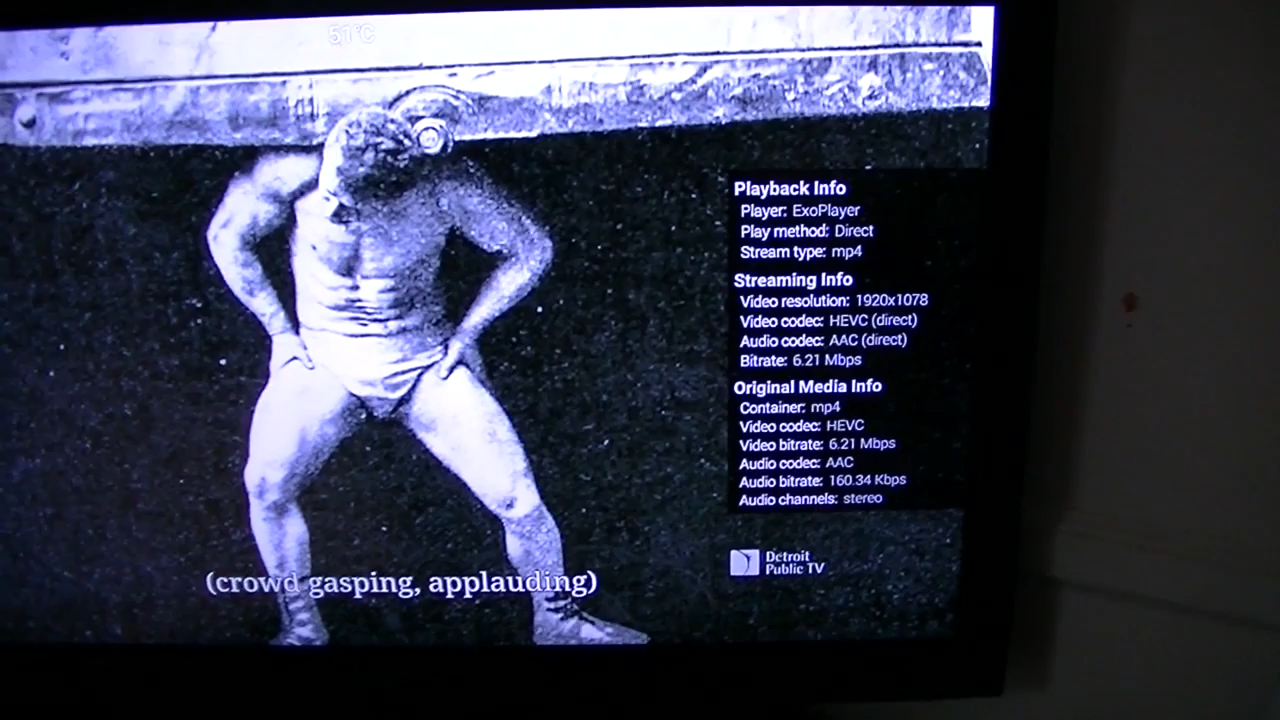 51°C
Playback Info
Player: ExoPlayer
Play method: Direct
Stream type: mp4
Streaming Info
Video resolution: 1920x1078
Video codec: HEVC (direct)
Audio codec: AAC (direct)
Bitrate: 6.21 Mbps
Original Media Info
Container: mp4
Video codec: HEVC
Video bitrate: 6.21 Mbps
Audio codec: AAC
Audio bitrate: 160.34 Kbps
Audio channels: stereo
Detroit
Public TV
(crowd gasping, applauding)